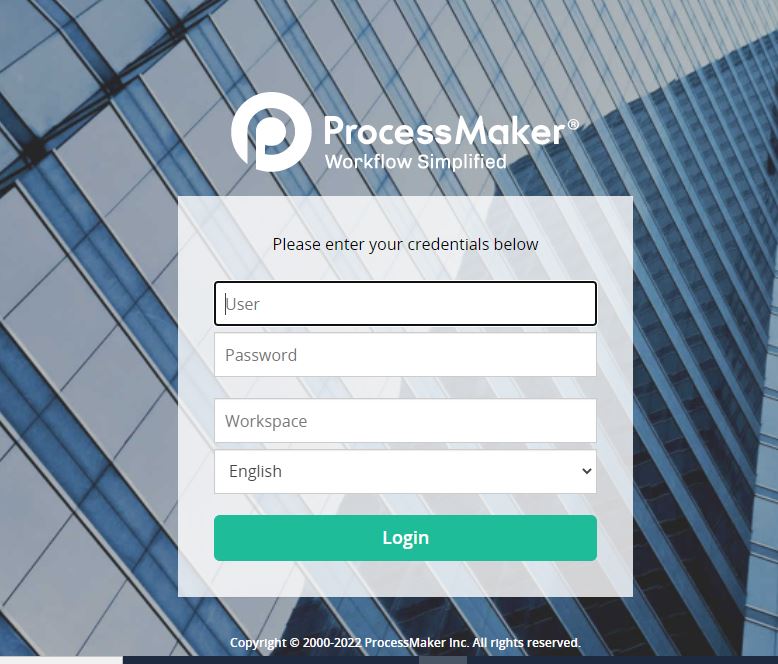 ProcessMaker®
Workflow Simplified
Please enter your credentials below
User
Password
Workspace
English
Login
Copyright © 2000-2022 ProcessMaker Inc. All rights reserved.